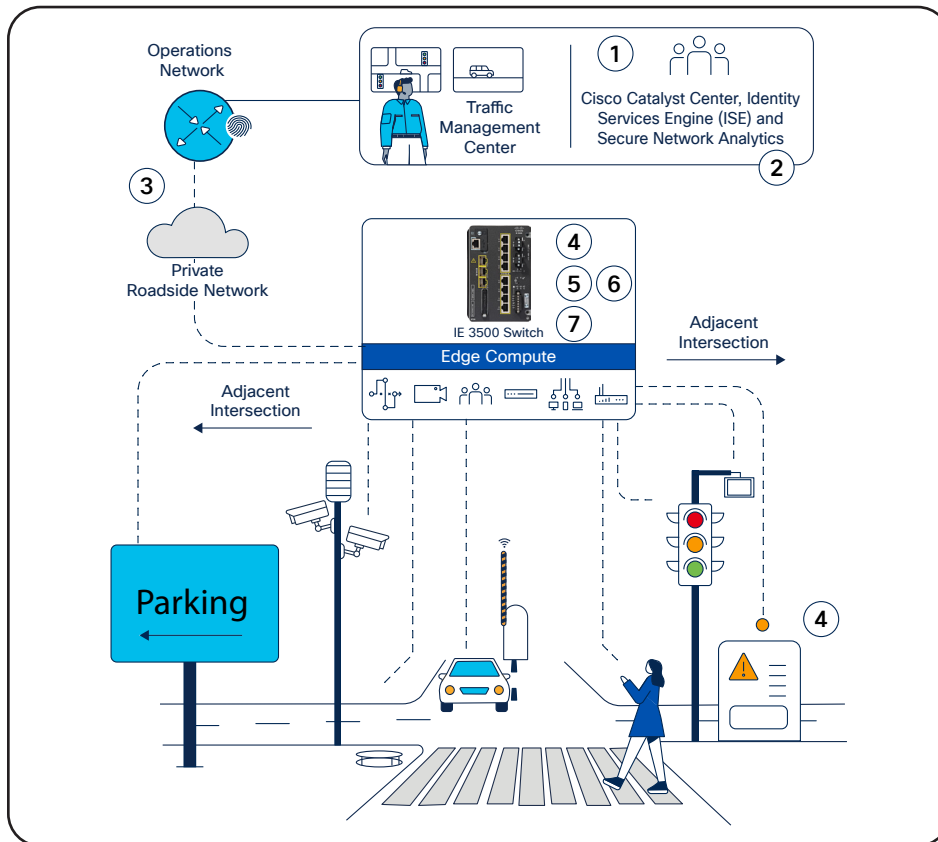 Operations
Network
1
Traffic
Management
Center
Cisco Catalyst Center, Identity
Services Engine (ISE) and
Secure Network Analytics
2
3
Private
Roadside Network
4
5
6
7
IE 3500 Switch
Edge Compute
Adjacent
Intersection
Adjacent
Intersection
Parking
4